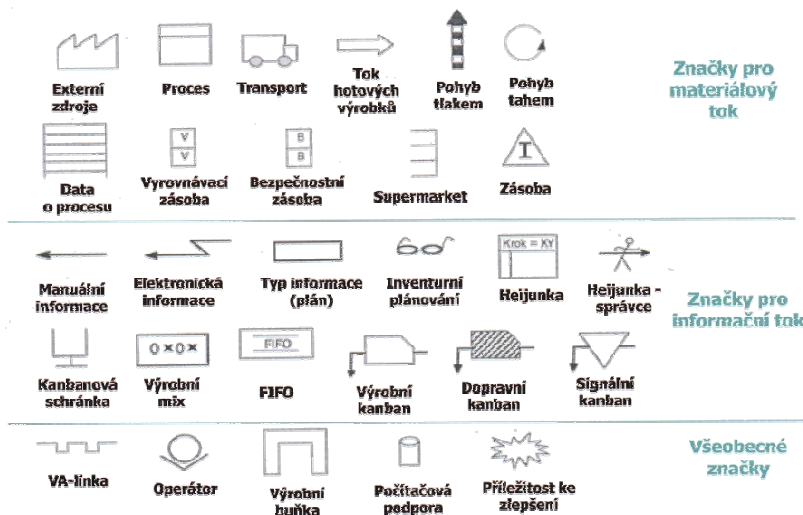 Externí
zdroje
Proces
Transport
Tok
hotových
výrobků
Pohyb
tlakem
Pohyb
tahem
Značky pro
materiálový
tok
Data
o procesu
V
V
Vyrovnávací
zásoba
B
B
Bezpečnostní
zásoba
Supermarket
I
Zásoba
Manuální
informace
Elektronická
informace
Typ informace
(plán)
Inventurní
plánování
Krok = KY
Heijunka
Heijunka -
správce
Značky pro
informační tok
Kanbanová
schránka
O×O×
Výrobní
mix
FIFO
FIFO
Výrobní
kanban
Dopravní
kanban
Signální
kanban
VA-linka
Operátor
Výrobní
buňka
Počítačová
podpora
Příležitost ke
zlepšení
Všeobecné
značky